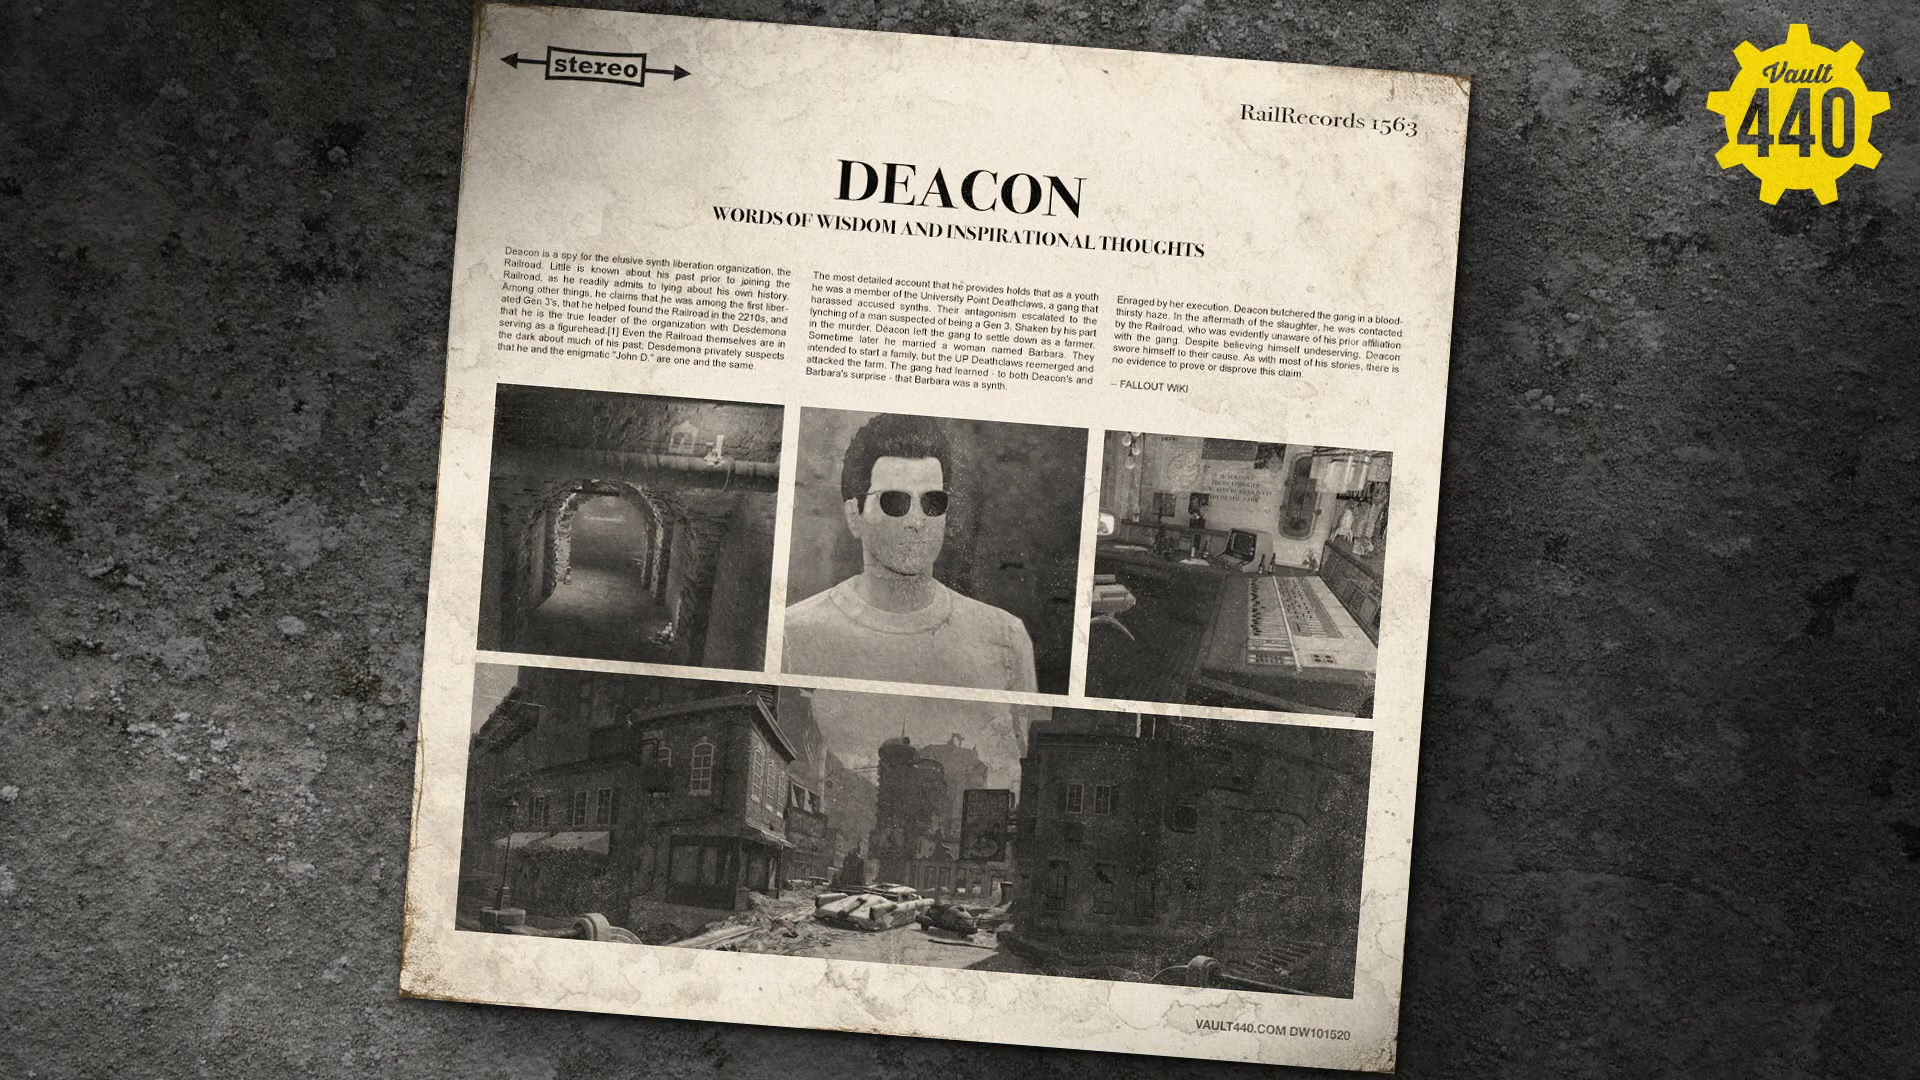 stereo
RailRecords 1563
Vault
440
DEACON
WORDS OF WISDOM AND INSPIRATIONAL THOUGHTS
Deacon is a spy for the elusive synth liberation organization, the
Railroad. Little is known about his past prior to joining the
Railroad, as he readily admits to lying about his own history.
Among other things, he claims that he was among the first liber-
ated Gen 3's, that he helped found the Railroad in the 2210s, and
that he is the true leader of the organization with Desdemona
serving as a figurehead.[1] Even the Railroad themselves are in
the dark about much of his past; Desdemona privately suspects
that he and the enigmatic "John D." are one and the same.
The most detailed account that he provides holds that as a youth
he was a member of the University Point Deathclaws, a gang that
harassed accused synths. Their antagonism escalated to the
lynching of a man suspected of being a Gen 3. Shaken by his part
in the murder, Deacon left the gang to settle down as a farmer.
Sometime later he married a woman named Barbara. They
intended to start a family, but the UP Deathclaws reemerged and
attacked the farm. The gang had learned - to both Deacon's and
Barbara's surprise - that Barbara was a synth.
Enraged by her execution, Deacon butchered the gang in a blood-
thirsty haze. In the aftermath of the slaughter, he was contacted
by the Railroad, who was evidently unaware of his prior affiliation
with the gang. Despite believing himself undeserving, Deacon
swore himself to their cause. As with most of his stories, there is
no evidence to prove or disprove this claim.
– FALLOUT WIKI
VAULT440.COM DW101520